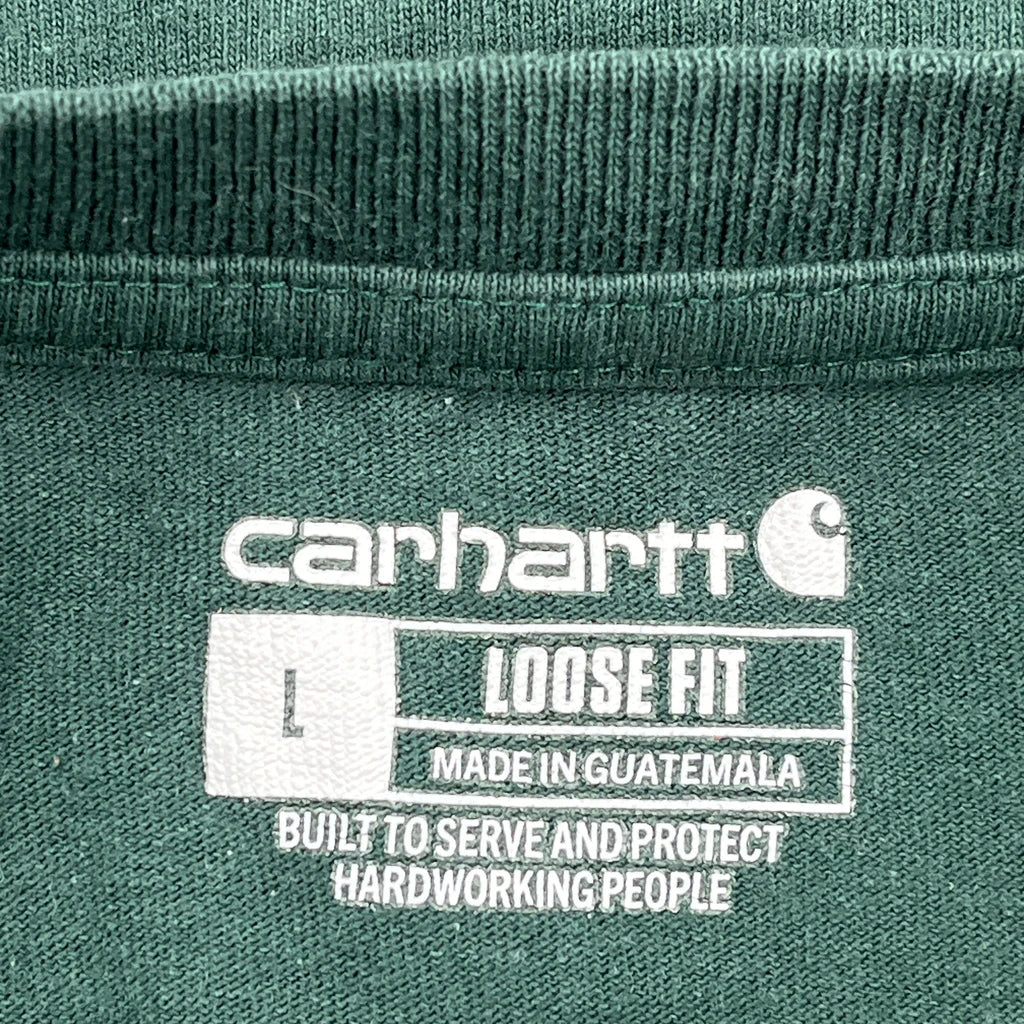 carhartt
L
LOOSE FIT
MADE IN GUATEMALA
BUILT TO SERVE AND PROTECT
HARDWORKING PEOPLE